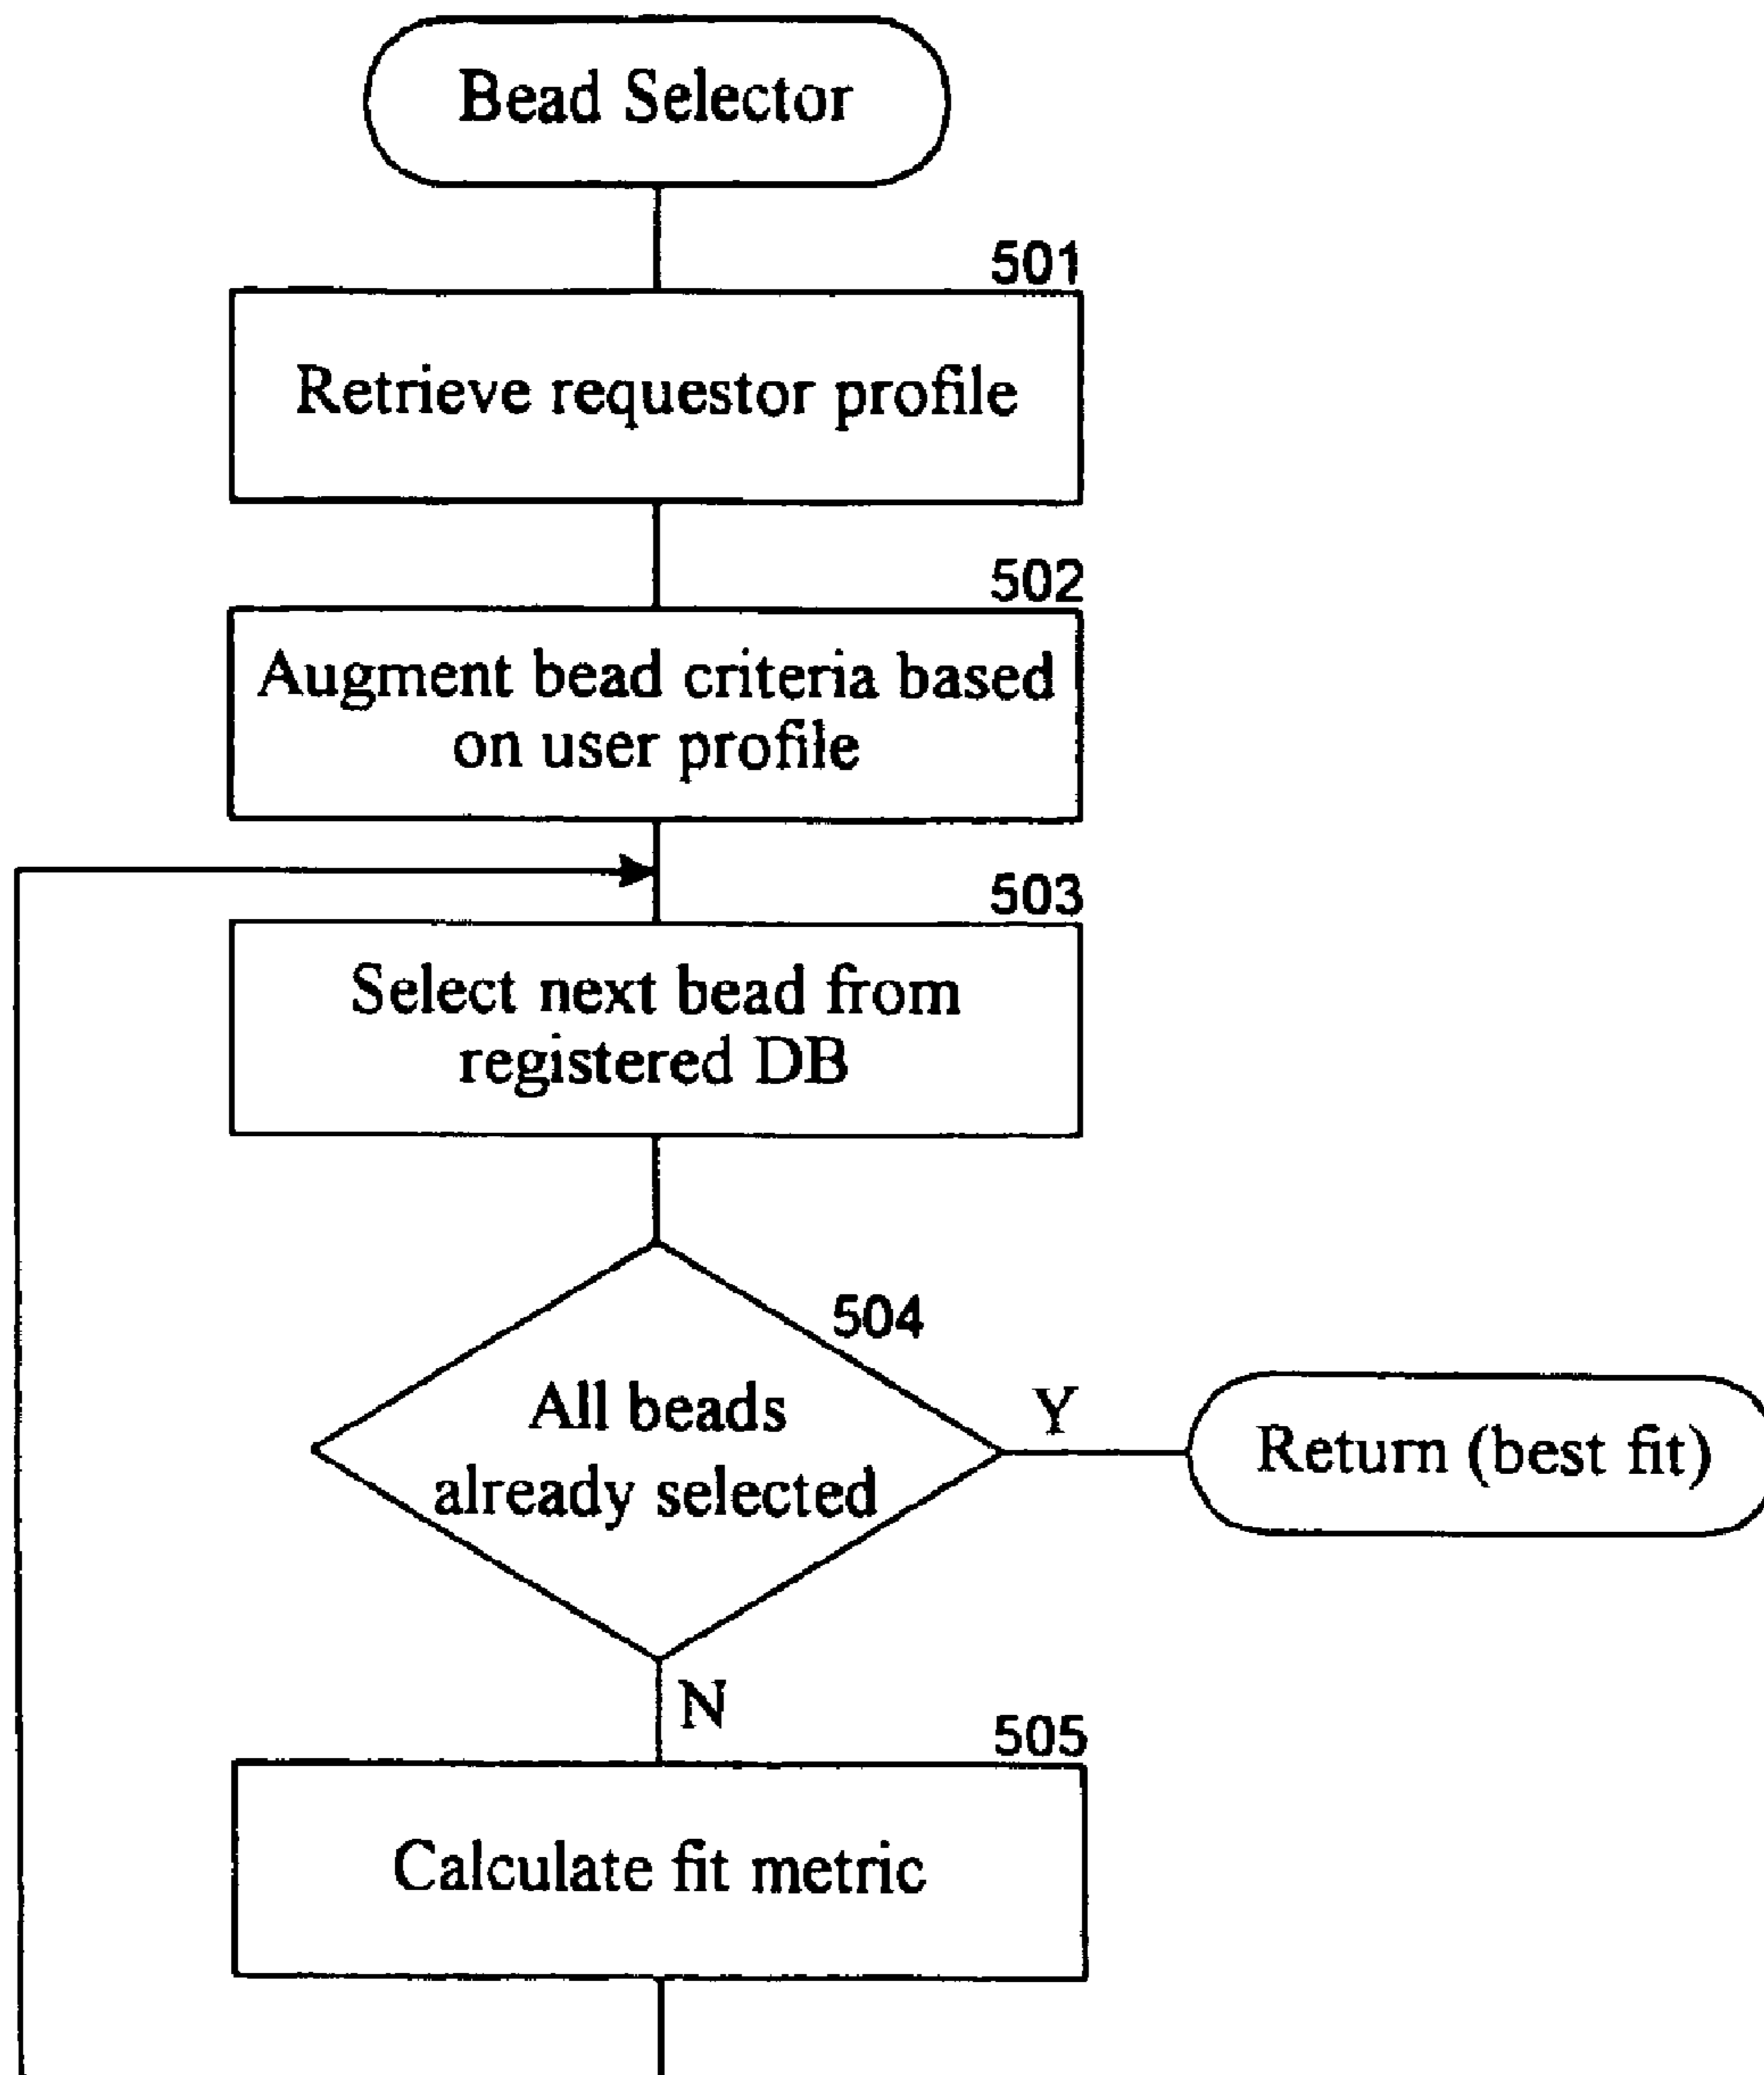 Bead Selector
501
Retrieve requestor profile
502
Augment bead criteria based
on user profile
503
Select next bead from
registered DB
504
All beads
already selected
Y
Return (best fit)
N
505
Calculate fit metric